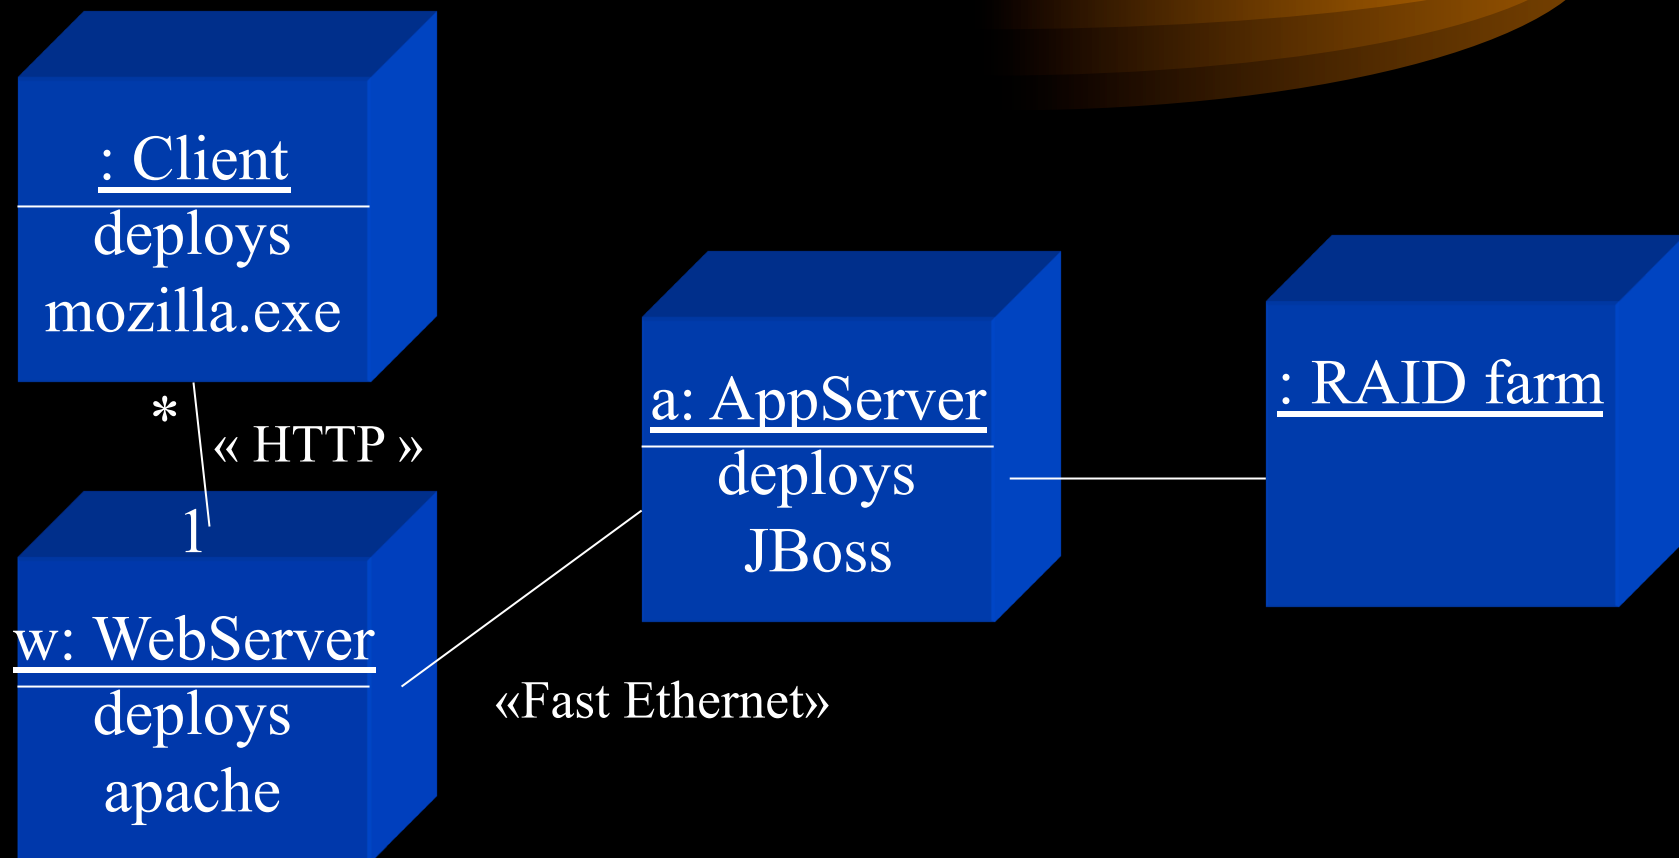 : Client
deploys
mozilla.exe
*
« HTTP »
1
w: WebServer
deploys
apache
«Fast Ethernet»
a: AppServer
deploys
JBoss
: RAID farm